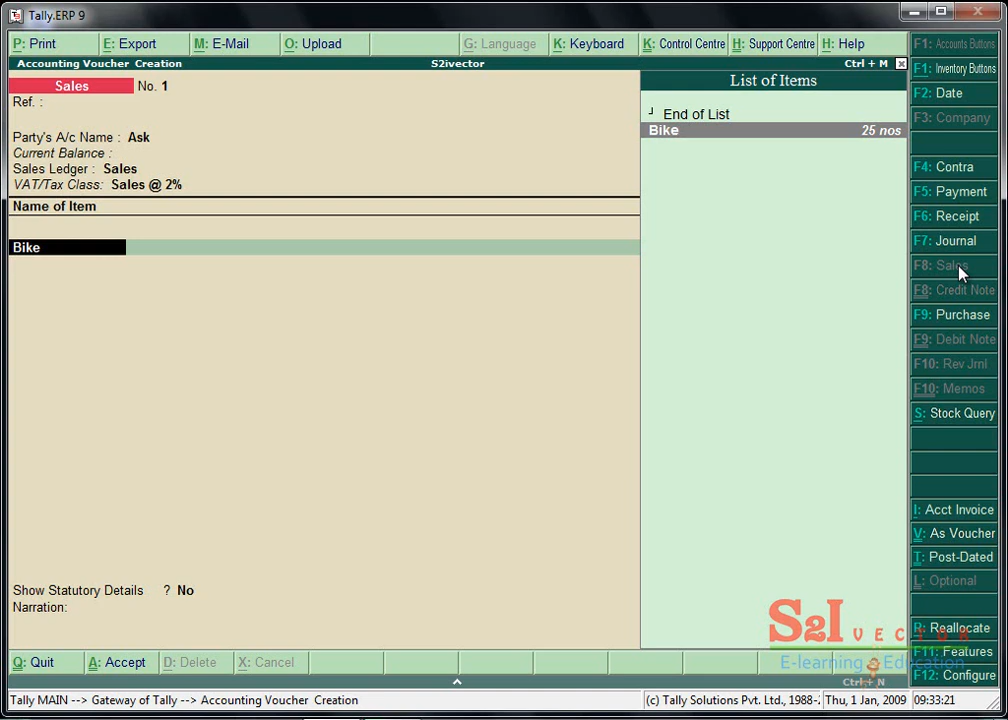 Tally.ERP 9
P: Print
E: Export
M: E-Mail
O: Upload
G: Language
K: Keyboard
K: Control Centre
H: Support Centre
H: Help
Accounting Voucher Creation
S2ivector
Ctrl + M
Sales
No. 1
Ref. :
Party's A/c Name : Ask
Current Balance :
Sales Ledger : Sales
VAT/Tax Class: Sales @ 2%
Name of Item
Bike
Show Statutory Details ? No
Narration:
List of Items
End of List
Bike 25 nos
F1: Accounts Buttons
F1: Inventory Buttons
F2: Date
F3: Company
F4: Contra
F5: Payment
F6: Receipt
F7: Journal
F8: Sales
F8: Credit Note
F9: Purchase
F9: Debit Note
F10: Rev Jrnl
F10: Memos
S: Stock Query
I: Acct Invoice
V: As Voucher
T: Post-Dated
L: Optional
R: Reallocate
F11: Features
F12: Configure
S2I VECTOR
E-learning Education
Q: Quit
A: Accept
D: Delete
X: Cancel
Ctrl + N
Tally MAIN --> Gateway of Tally --> Accounting Voucher Creation
(c) Tally Solutions Pvt. Ltd., 1988-
Thu, 1 Jan, 2009
09:33:21